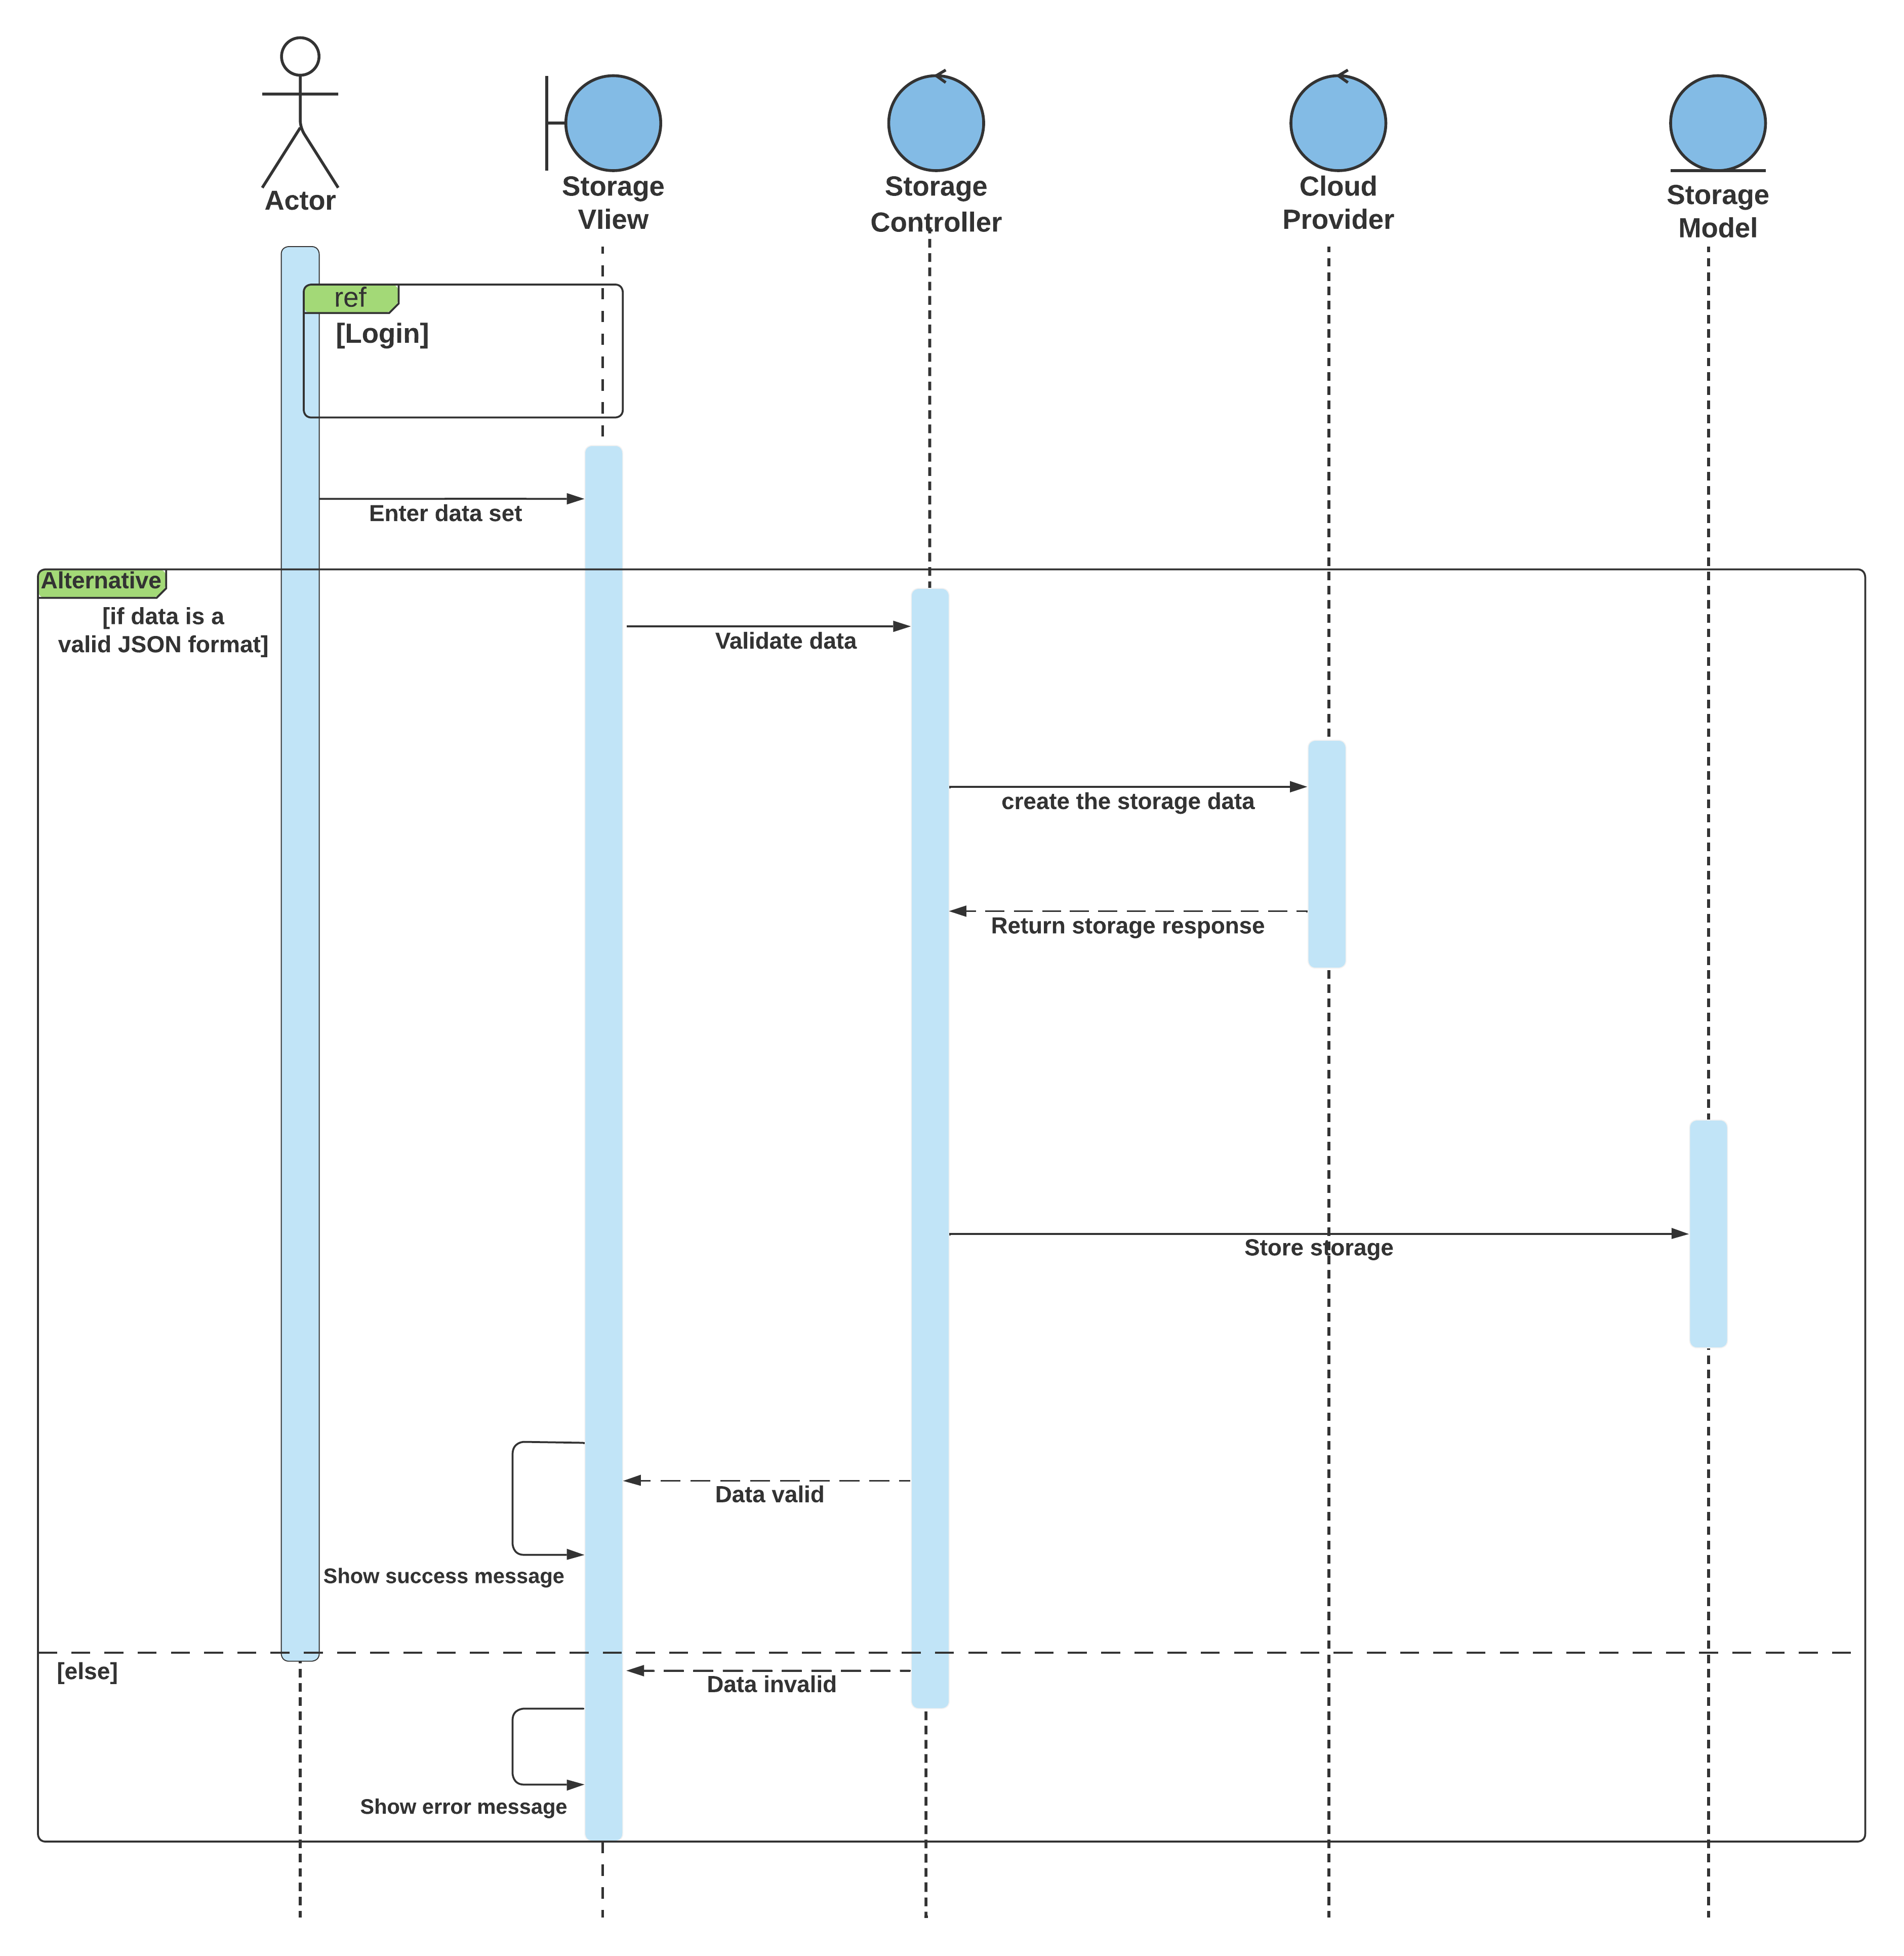 Actor
Storage
VIiew
Storage
Controller
Cloud
Provider
Storage
Model
ref
[Login]
Enter data set
Alternative
[if data is a
valid JSON format]
Validate data
create the storage data
Return storage response
Store storage
Data valid
Show success message
[else]
Data invalid
Show error message